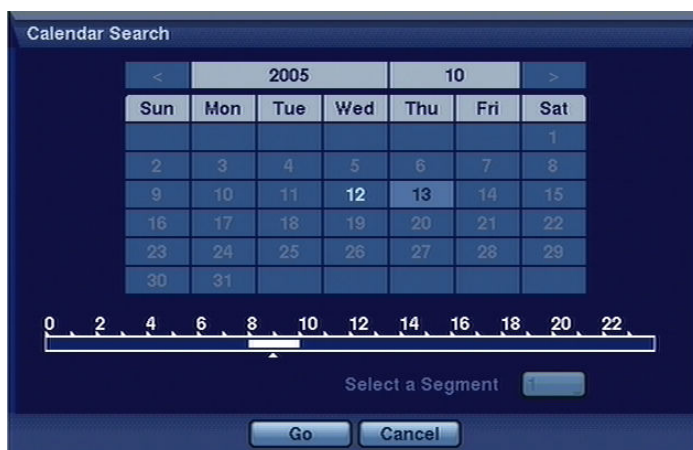 Calendar Search
< 2005 10 >
Sun Mon Tue Wed Thu Fri Sat
1
2 3 4 5 6 7 8
9 10 11 12 13 14 15
16 17 18 19 20 21 22
23 24 25 26 27 28 29
30 31
0 2 4 6 8 10 12 14 16 18 20 22
Select a Segment 1
Go Cancel